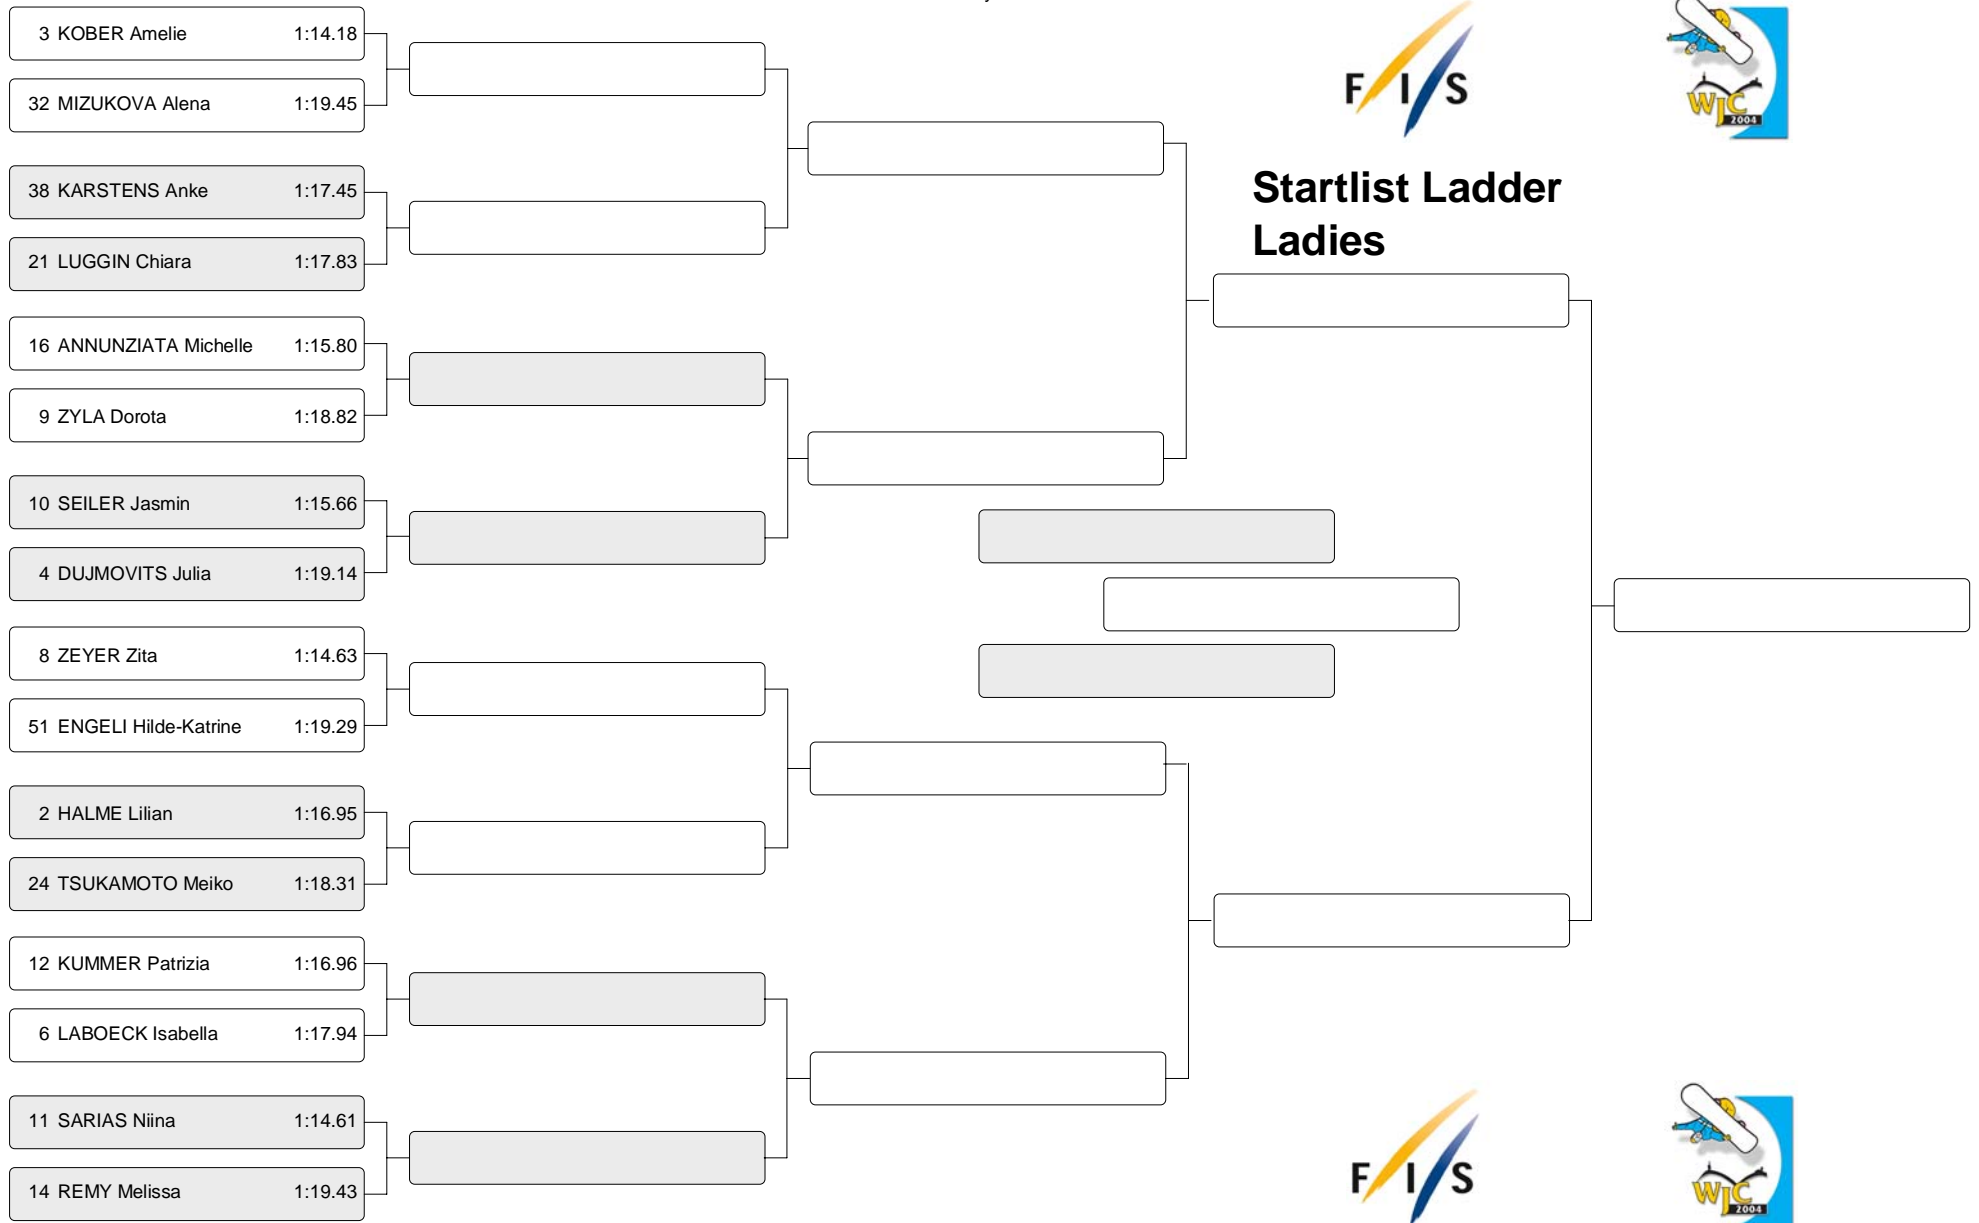 3 KOBER Amelie 1:14.18
32 MIZUKOVA Alena 1:19.45
38 KARSTENS Anke 1:17.45
21 LUGGIN Chiara 1:17.83
16 ANNUNZIATA Michelle 1:15.80
9 ZYLA Dorota 1:18.82
10 SEILER Jasmin 1:15.66
4 DUJMOVITS Julia 1:19.14
8 ZEYER Zita 1:14.63
51 ENGELI Hilde-Katrine 1:19.29
2 HALME Lilian 1:16.95
24 TSUKAMOTO Meiko 1:18.31
12 KUMMER Patrizia 1:16.96
6 LABOECK Isabella 1:17.94
11 SARIAS Niina 1:14.61
14 REMY Melissa 1:19.43
FIS
WJC
2004
Startlist Ladder
Ladies
FIS
WJC
2004